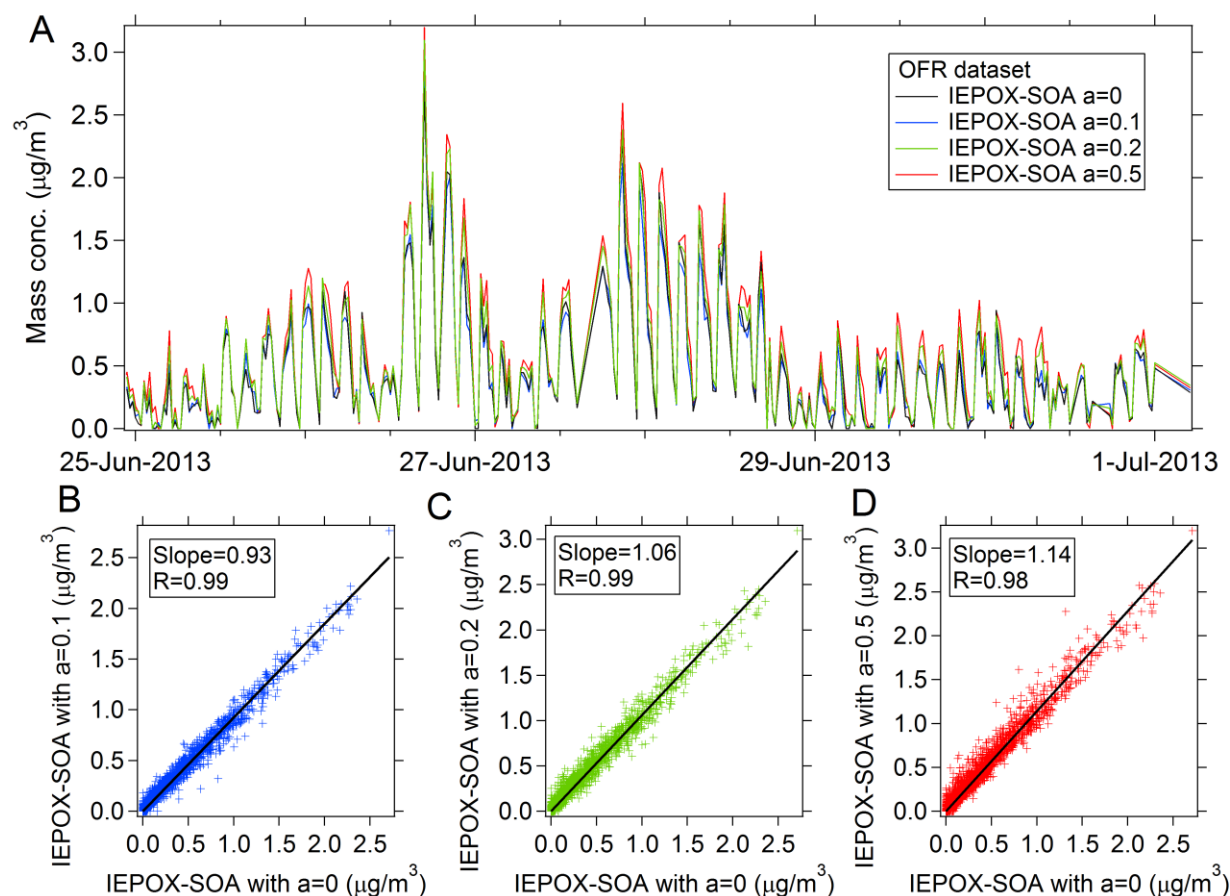 A
Mass conc. (μg/m³)
3.0
2.5
2.0
1.5
1.0
0.5
0.0
OFR dataset
IEPOX-SOA a=0
IEPOX-SOA a=0.1
IEPOX-SOA a=0.2
IEPOX-SOA a=0.5
25-Jun-2013
27-Jun-2013
29-Jun-2013
1-Jul-2013
B
IEPOX-SOA with a=0.1 (μg/m³)
2.5
2.0
1.5
1.0
0.5
0.0
Slope=0.93
R=0.99
0.0 0.5 1.0 1.5 2.0 2.5
IEPOX-SOA with a=0 (μg/m³)
C
IEPOX-SOA with a=0.2 (μg/m³)
3.0
2.5
2.0
1.5
1.0
0.5
0.0
Slope=1.06
R=0.99
0.0 0.5 1.0 1.5 2.0 2.5
IEPOX-SOA with a=0 (μg/m³)
D
IEPOX-SOA with a=0.5 (μg/m³)
3.0
2.5
2.0
1.5
1.0
0.5
0.0
Slope=1.14
R=0.98
0.0 0.5 1.0 1.5 2.0 2.5
IEPOX-SOA with a=0 (μg/m³)